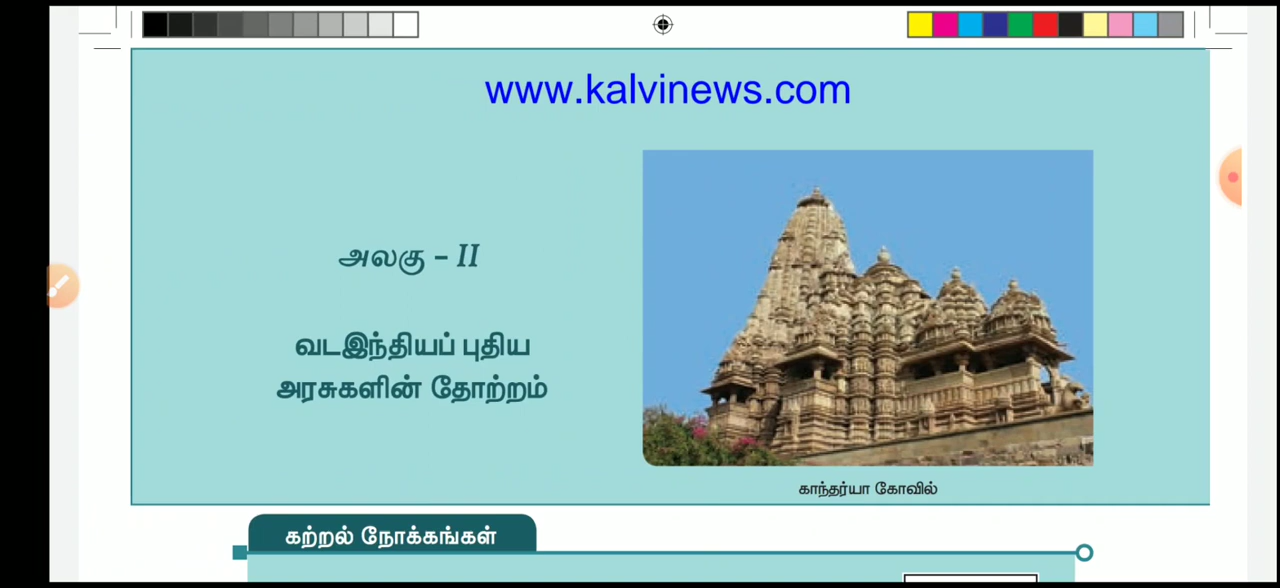 www.kalvinews.com
அலகு – II
வடஇந்தியப் புதிய
அரசுகளின் தோற்றம்
காந்தர்யா கோவில்
கற்றல் நோக்கங்கள்